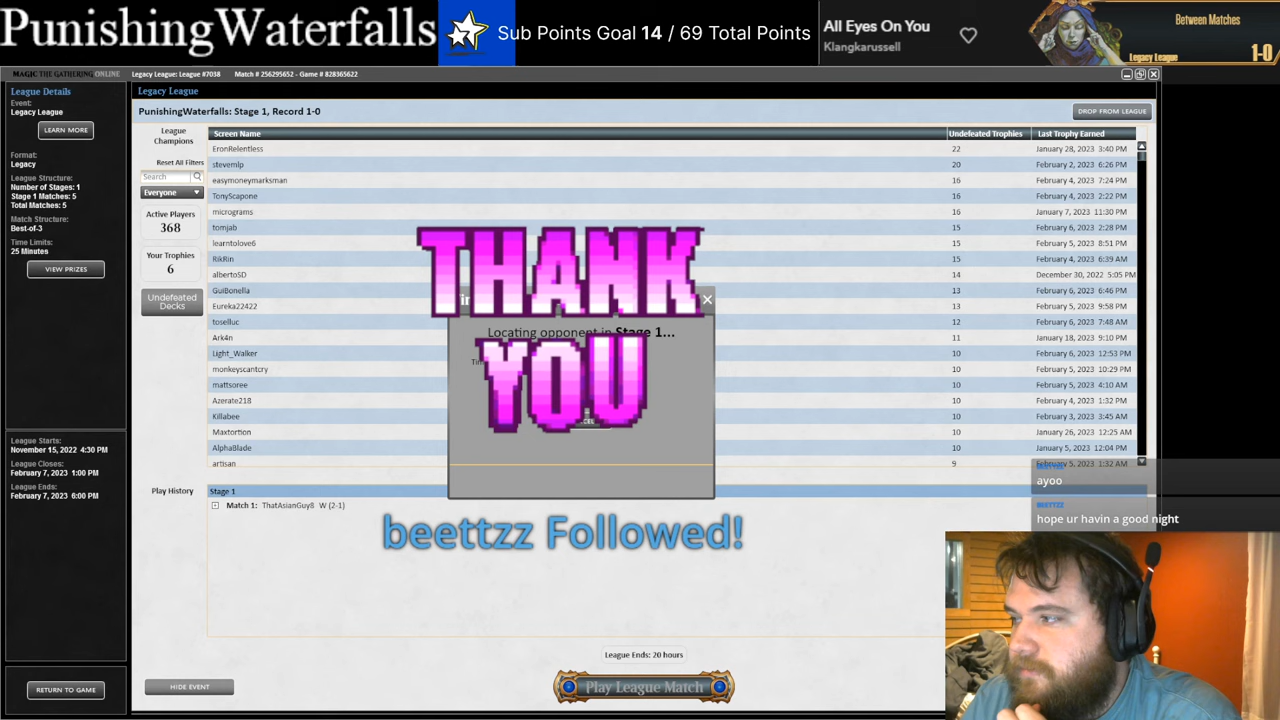 PunishingWaterfalls
Sub Points Goal 14 / 69 Total Points
All Eyes On You
Klangkarussell
Between Matches
Legacy League
1-0
MAGIC THE GATHERING ONLINE
Legacy League: League #7038 Match # 256295652 - Game # 828365622
League Details
Event:
Legacy League
LEARN MORE
Format:
Legacy
League Structure:
Number of Stages: 1
Stage 1 Matches: 5
Total Matches: 5
Match Structure:
Best-of-3
Time Limits:
25 Minutes
VIEW PRIZES
League Starts:
November 15, 2022 4:30 PM
League Closes:
February 7, 2023 1:00 PM
League Ends:
February 7, 2023 6:00 PM
RETURN TO GAME
Legacy League
PunishingWaterfalls: Stage 1, Record 1-0
DROP FROM LEAGUE
League
Champions
Reset All Filters
Search
Everyone
Active Players
368
Your Trophies
6
Undefeated
Decks
Screen Name Undefeated Trophies Last Trophy Earned
EronRelentless 22 January 28, 2023 3:40 PM
stevemlp 20 February 2, 2023 6:26 PM
easymoneymarksman 16 February 4, 2023 7:24 PM
TonyScapone 16 February 4, 2023 2:22 PM
micrograms 16 January 7, 2023 11:30 PM
tomjab 15 February 6, 2023 2:28 PM
learntolove6 15 February 5, 2023 8:51 PM
RikRin 15 February 4, 2023 6:39 AM
albertoSD 14 December 30, 2022 5:05 PM
GuiBonella 13 February 6, 2023 6:46 PM
Eureka22422 13 February 5, 2023 9:58 PM
toselluc 12 February 6, 2023 7:48 AM
Ark4n 11 January 18, 2023 9:10 PM
Light_Walker 10 February 6, 2023 12:53 PM
monkeyscantcry 10 February 5, 2023 10:29 PM
mattsoree 10 February 5, 2023 4:10 AM
Azerate218 10 February 4, 2023 1:32 PM
Killabee 10 February 3, 2023 3:45 AM
Maxtortion 10 January 26, 2023 12:25 AM
AlphaBlade 10 January 5, 2023 12:04 PM
artisan 9 February 5, 2023 1:32 AM
THANK
YOU
Locating opponent in Stage 1...
beettzz Followed!
Play History
Stage 1
Match 1: ThatAsianGuy8 W (2-1)
BEETTZZ
ayoo
BEETTZZ
hope ur havin a good night
League Ends: 20 hours
HIDE EVENT
Play League Match